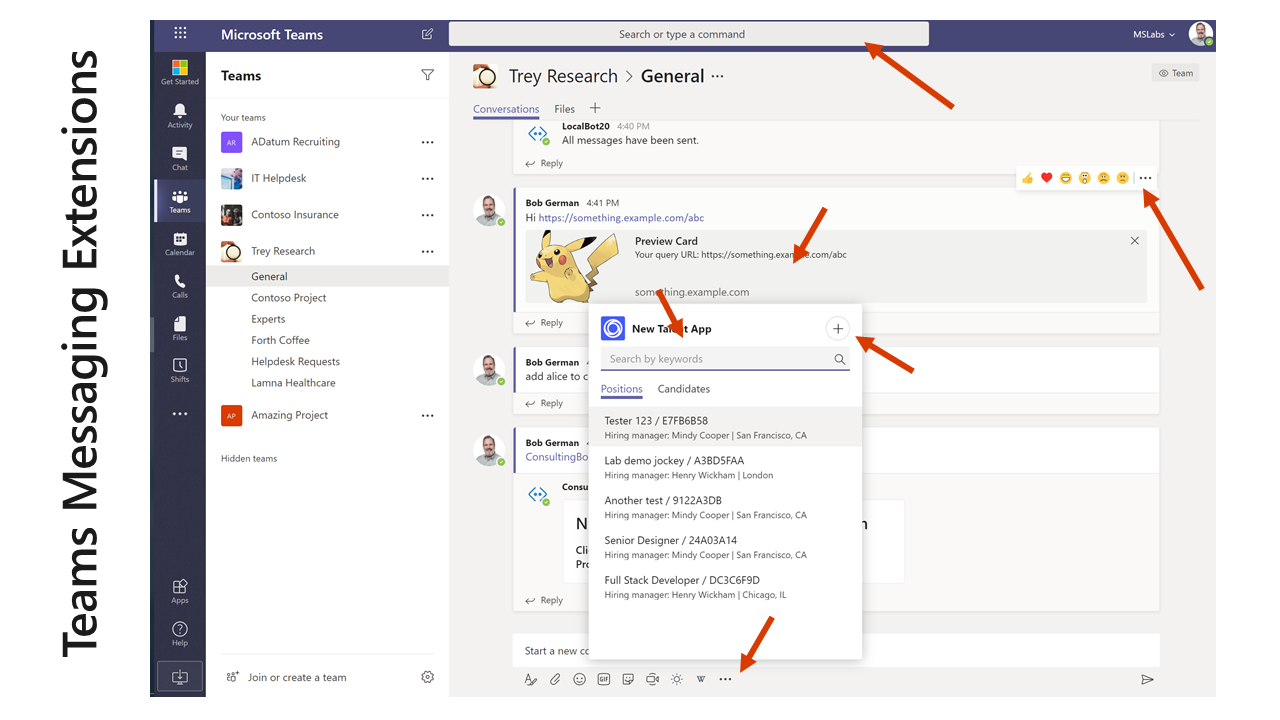 Teams Messaging Extensions
Microsoft Teams
Search or type a command
MSLabs
Get Started
Activity
Chat
Teams
Calendar
Calls
Files
Shifts
Apps
Help
Teams
Your teams
AR
ADatum Recruiting
IT Helpdesk
Contoso Insurance
Trey Research
General
Contoso Project
Experts
Forth Coffee
Helpdesk Requests
Lamna Healthcare
AP
Amazing Project
Hidden teams
Join or create a team
Trey Research > General
Team
Conversations Files
LocalBot20 4:40 PM
All messages have been sent.
Reply
Bob German 4:41 PM
Hi https://something.example.com/abc
Preview Card
Your query URL: https://something.example.com/abc
something.example.com
Reply
Bob German
add alice to
Reply
Bob German
Reply
New Talent App
Search by keywords
Positions Candidates
Tester 123 / E7FB6B58
Hiring manager: Mindy Cooper | San Francisco, CA
Lab demo jockey / A3BD5FAA
Hiring manager: Henry Wickham | London
Another test / 9122A3DB
Hiring manager: Mindy Cooper | San Francisco, CA
Senior Designer / 24A03A14
Hiring manager: Mindy Cooper | San Francisco, CA
Full Stack Developer / DC3C6F9D
Hiring manager: Henry Wickham | Chicago, IL
Start a new
GIF
W